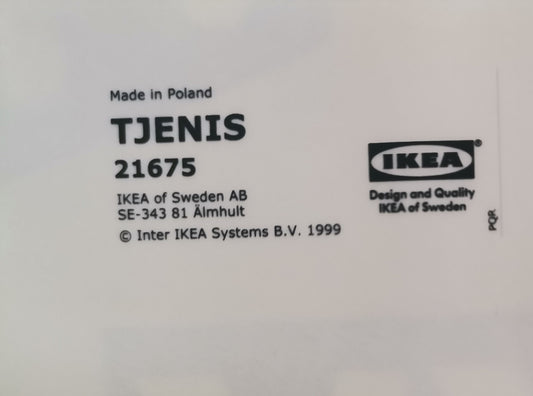 Made in Poland
TJENIS
21675
IKEA of Sweden AB
SE-343 81 Älmhult
© Inter IKEA Systems B.V. 1999
IKEA®
Design and Quality
IKEA of Sweden
PQR